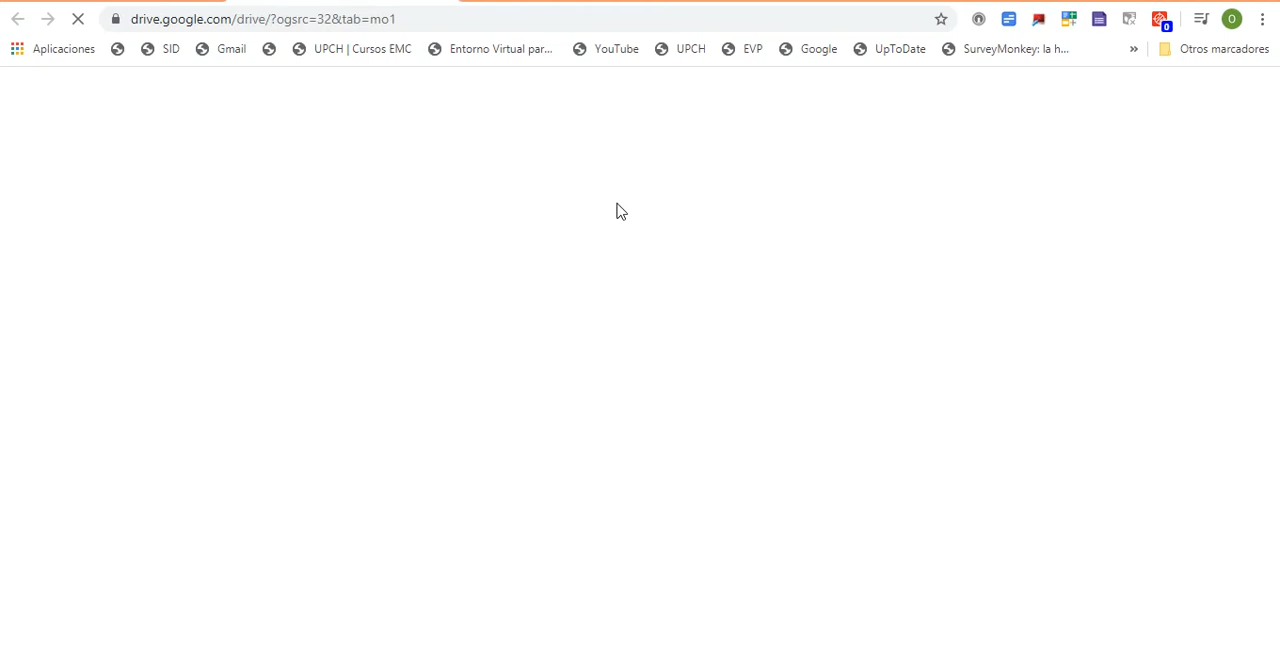 drive.google.com/drive/?ogsrc=32&tab=mo1
0
O
Aplicaciones SID Gmail UPCH | Cursos EMC Entorno Virtual par... YouTube UPCH EVP Google UpToDate SurveyMonkey: la h... » Otros marcadores